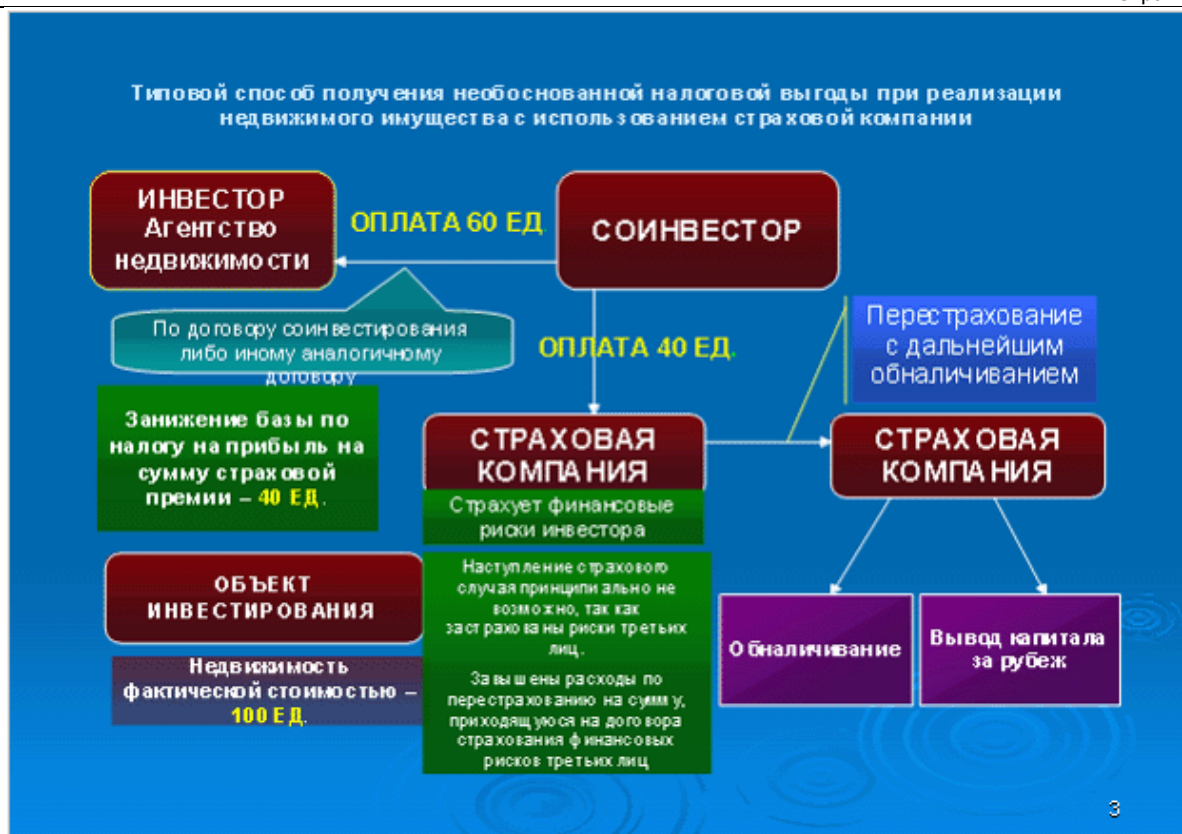 Типовой способ получения необоснованной налоговой выгоды при реализации
недвижимого имущества с использованием страховой компании
ИНВЕСТОР
Агентство
недвижимости
ОПЛАТА 60 ЕД.
СОИНВЕСТОР
По договору соинвестирования
либо иному аналогичному
договору
ОПЛАТА 40 ЕД.
Перестрахование
с дальнейшим
обналичиванием
Занижение базы по
налогу на прибыль на
сумму страховой
премии – 40 ЕД.
СТРАХОВАЯ
КОМПАНИЯ
СТРАХОВАЯ
КОМПАНИЯ
Страхует финансовые
риски инвестора
ОБЪЕКТ
ИНВЕСТИРОВАНИЯ
Недвижимость
фактической стоимостью –
100 ЕД.
Наступление страхового
случая принципиально не
возможно, так как
застрахованы риски третьих
лиц.
Завышены расходы по
перестрахованию на сумму,
приходящуюся на договора
страхования финансовых
рисков третьих лиц
Обналичивание
Вывод капитала
за рубеж
3